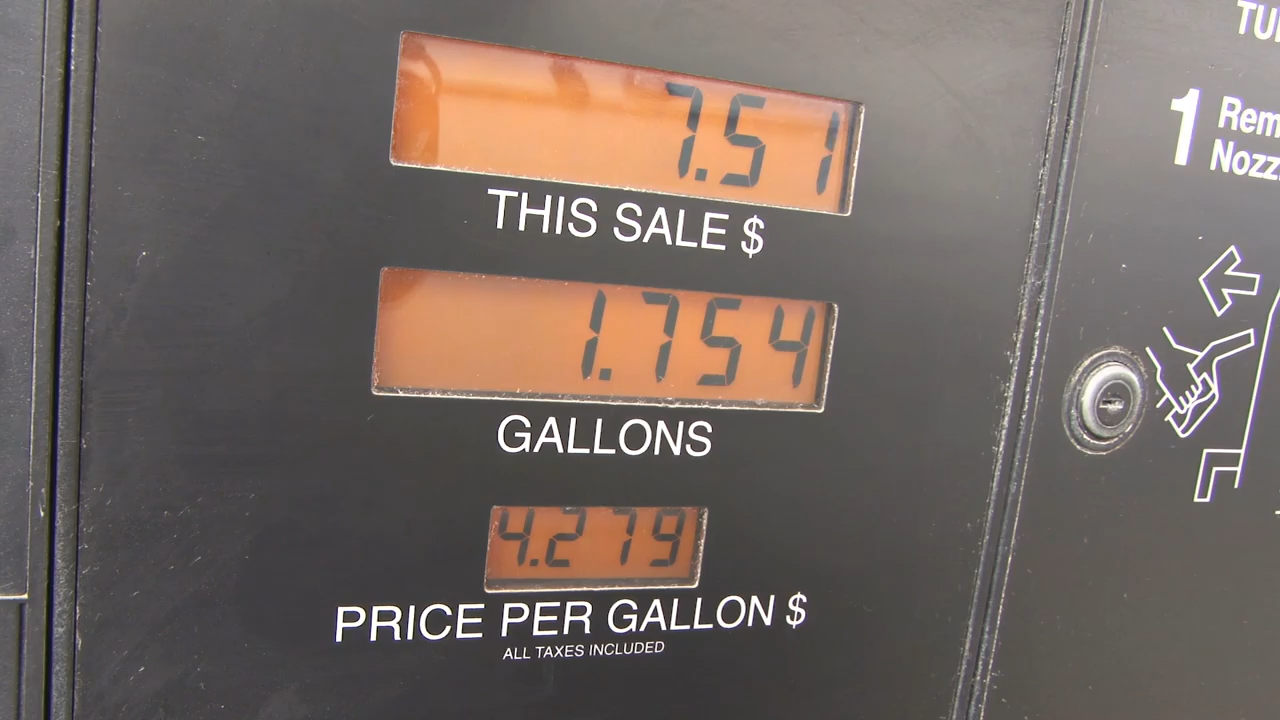 7.51
THIS SALE $
1.754
GALLONS
4.279
PRICE PER GALLON $
ALL TAXES INCLUDED
1